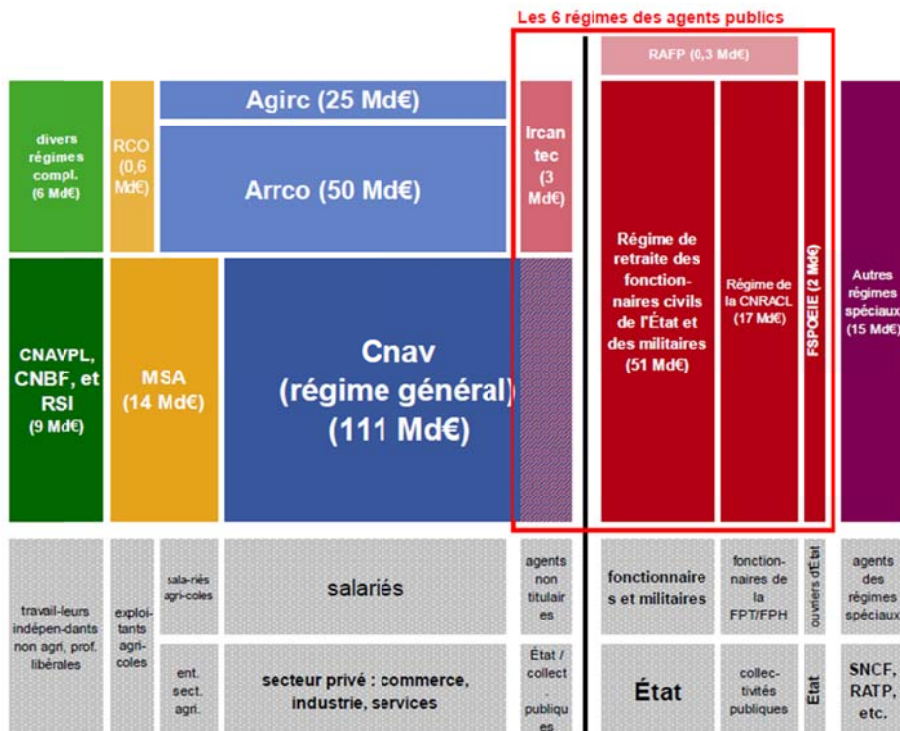 Les 6 régimes des agents publics
RAFP (0,3 Md€)
Agirc (25 Md€)
divers
régimes
compl.
(6 Md€)
RCO
(0,6
Md€)
Arrco (50 Md€)
Ircan
tec
(3
Md€)
Régime de
retraite des
fonction-
naires civils
de l'État et
des militaires
(51 Md€)
Régime de
la CNRACL
(17 Md€)
FSPOEIE (2 Md€)
Autres
régimes
spéciaux
(15 Md€)
CNAVPL,
CNBF, et
RSI
(9 Md€)
MSA
(14 Md€)
Cnav
(régime général)
(111 Md€)
travail-leurs
indépen-dants
non agri, prof.
libérales
exploi-
tants
agri-
coles
sala-riés
agri-coles
salariés
agents
non
titulair
es
fonctionnaire
s et militaires
fonction-
naires de
la
FPT/FPH
ouvriers d'État
agents
des
régimes
spéciaux
ent.
sect.
agri.
secteur privé : commerce,
industrie, services
État /
collect
.
publiqu
es
État
collec-
tivités
publiques
État
SNCF,
RATP,
etc.